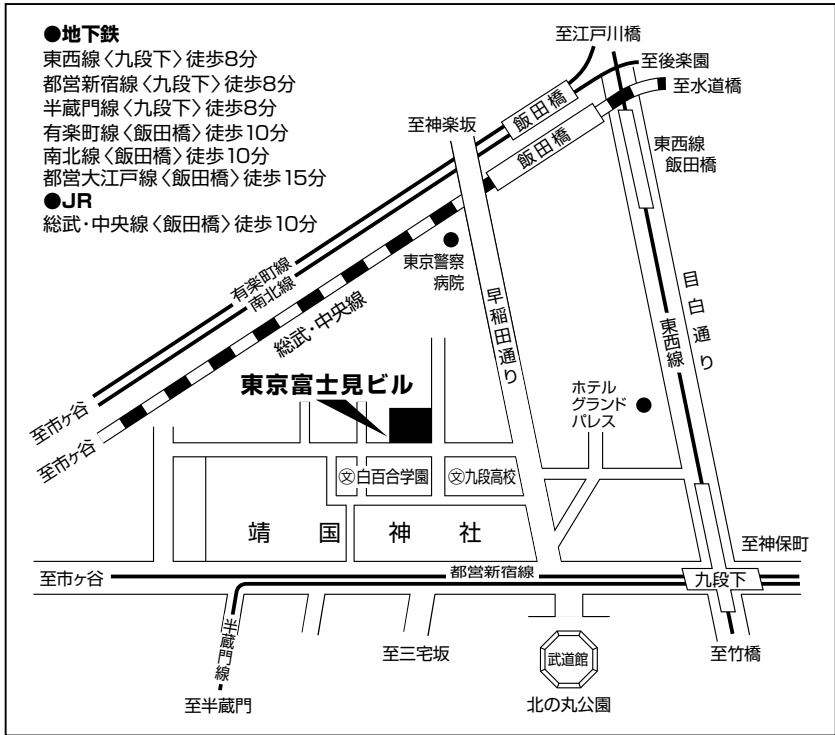 ●地下鉄
東西線〈九段下〉徒歩8分
都営新宿線〈九段下〉徒歩8分
半蔵門線〈九段下〉徒歩8分
有楽町線〈飯田橋〉徒歩10分
南北線〈飯田橋〉徒歩10分
都営大江戸線〈飯田橋〉徒歩15分
●JR
総武・中央線〈飯田橋〉徒歩10分
至江戸川橋
至後楽園
至水道橋
至神楽坂
飯田橋
飯田橋
東西線
飯田橋
東京警察
病院
有楽町線
南北線
総武・中央線
早稲田通り
目白通り
東西線
東京富士見ビル
ホテル
グランド
パレス
至市ヶ谷
至市ヶ谷
文白百合学園
文九段高校
靖国神社
至神保町
至市ヶ谷
都営新宿線
九段下
半蔵門線
至三宅坂
武道館
至竹橋
至半蔵門
北の丸公園